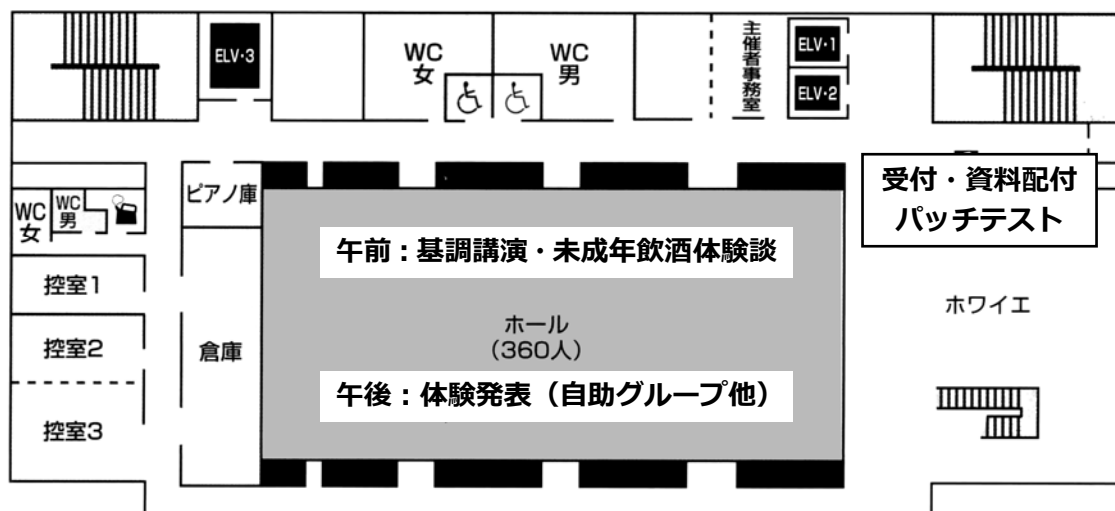 ELV・3
WC
女
WC
男
主催者事務室
ELV・1
ELV・2
受付・資料配付
パッチテスト
ピアノ庫
WC
女
WC
男
午前：基調講演・未成年飲酒体験談
控室1
ホール
（360人）
ホワイエ
控室2
倉庫
午後：体験発表（自助グループ他）
控室3